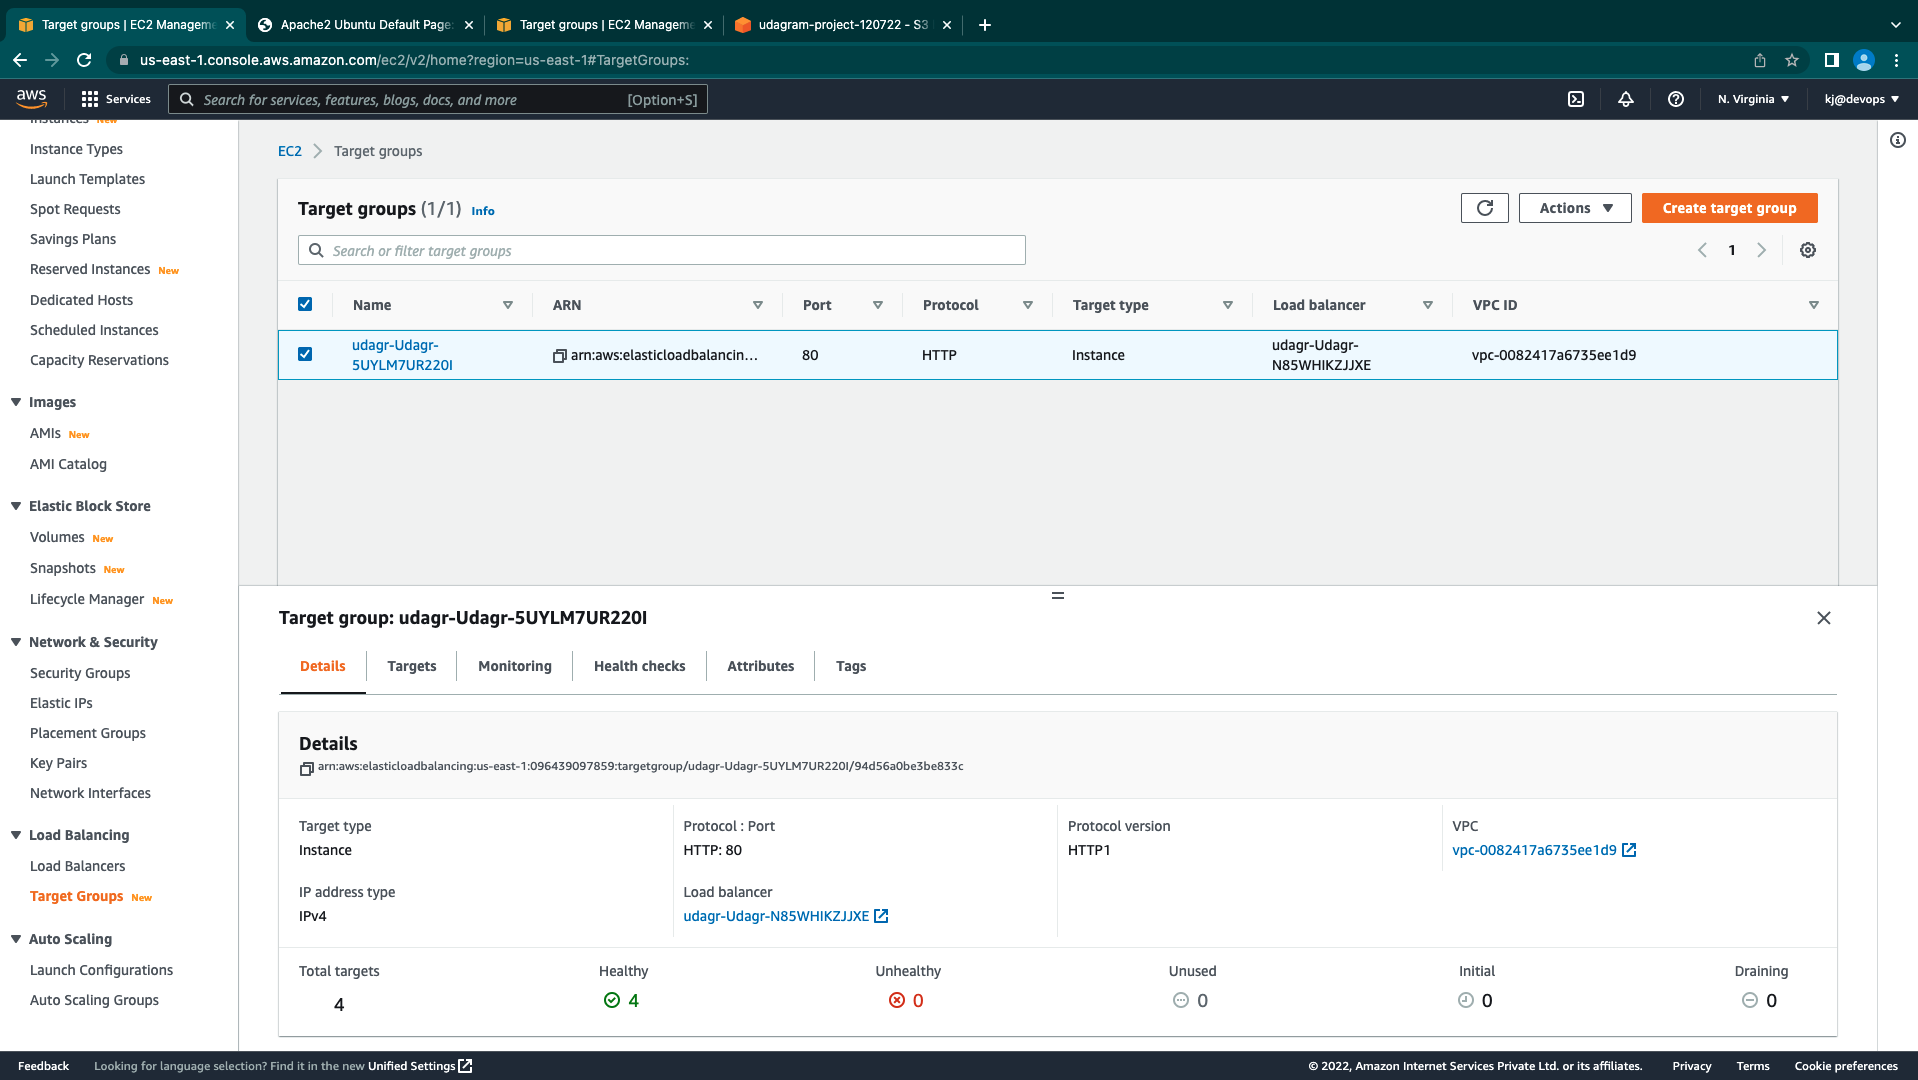 Target groups | EC2 Manageme
Apache2 Ubuntu Default Page:
Target groups | EC2 Manageme
udagram-project-120722 - S3
us-east-1.console.aws.amazon.com/ec2/v2/home?region=us-east-1#TargetGroups:
aws
Services
Search for services, features, blogs, docs, and more
[Option+S]
N. Virginia
kj@devops
Instances New
Instance Types
Launch Templates
Spot Requests
Savings Plans
Reserved Instances New
Dedicated Hosts
Scheduled Instances
Capacity Reservations
Images
AMIs New
AMI Catalog
Elastic Block Store
Volumes New
Snapshots New
Lifecycle Manager New
Network & Security
Security Groups
Elastic IPs
Placement Groups
Key Pairs
Network Interfaces
Load Balancing
Load Balancers
Target Groups New
Auto Scaling
Launch Configurations
Auto Scaling Groups
EC2 > Target groups
Target groups (1/1) Info
Actions
Create target group
Search or filter target groups
1
Name ARN Port Protocol Target type Load balancer VPC ID
udagr-Udagr-
5UYLM7UR220I
arn:aws:elasticloadbalancin...
80
HTTP
Instance
udagr-Udagr-
N85WHIKZJJXE
vpc-0082417a6735ee1d9
Target group: udagr-Udagr-5UYLM7UR220I
Details Targets Monitoring Health checks Attributes Tags
Details
arn:aws:elasticloadbalancing:us-east-1:096439097859:targetgroup/udagr-Udagr-5UYLM7UR220I/94d56a0be3be833c
Target type
Instance
Protocol : Port
HTTP: 80
Protocol version
HTTP1
VPC
vpc-0082417a6735ee1d9
IP address type
IPv4
Load balancer
udagr-Udagr-N85WHIKZJJXE
Total targets
4
Healthy
4
Unhealthy
0
Unused
0
Initial
0
Draining
0
Feedback
Looking for language selection? Find it in the new Unified Settings
© 2022, Amazon Internet Services Private Ltd. or its affiliates.
Privacy
Terms
Cookie preferences